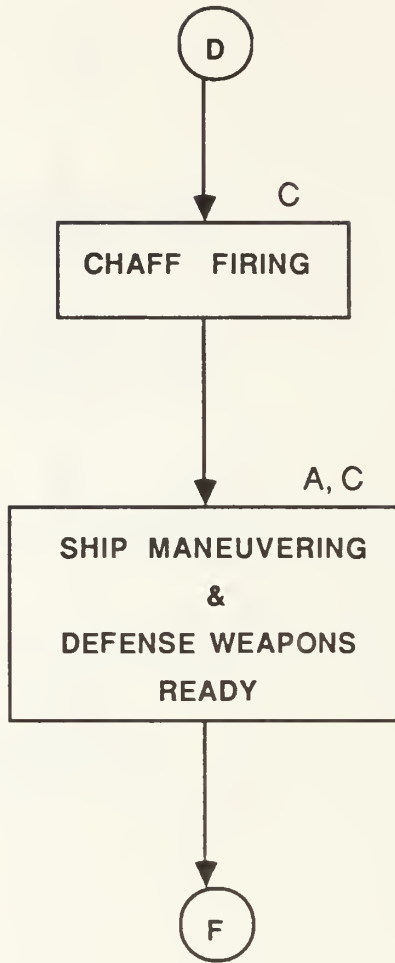 D
C
CHAFF FIRING
A, C
SHIP MANEUVERING
&
DEFENSE WEAPONS
READY
F